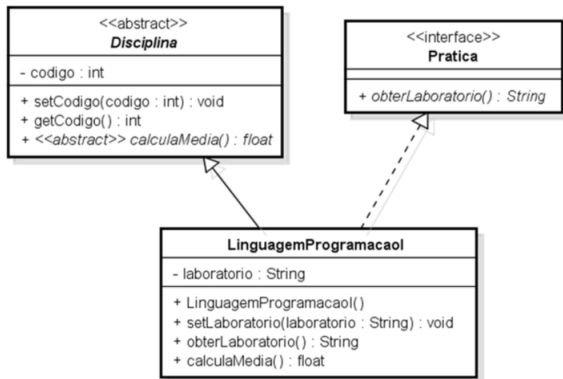 <<abstract>>
Disciplina
- codigo : int
+ setCodigo(codigo : int) : void
+ getCodigo() : int
+ <<abstract>> calculaMedia() : float
<<interface>>
Pratica
+ obterLaboratorio() : String
LinguagemProgramacaoI
- laboratorio : String
+ LinguagemProgramacaoI()
+ setLaboratorio(laboratorio : String) : void
+ obterLaboratorio() : String
+ calculaMedia() : float